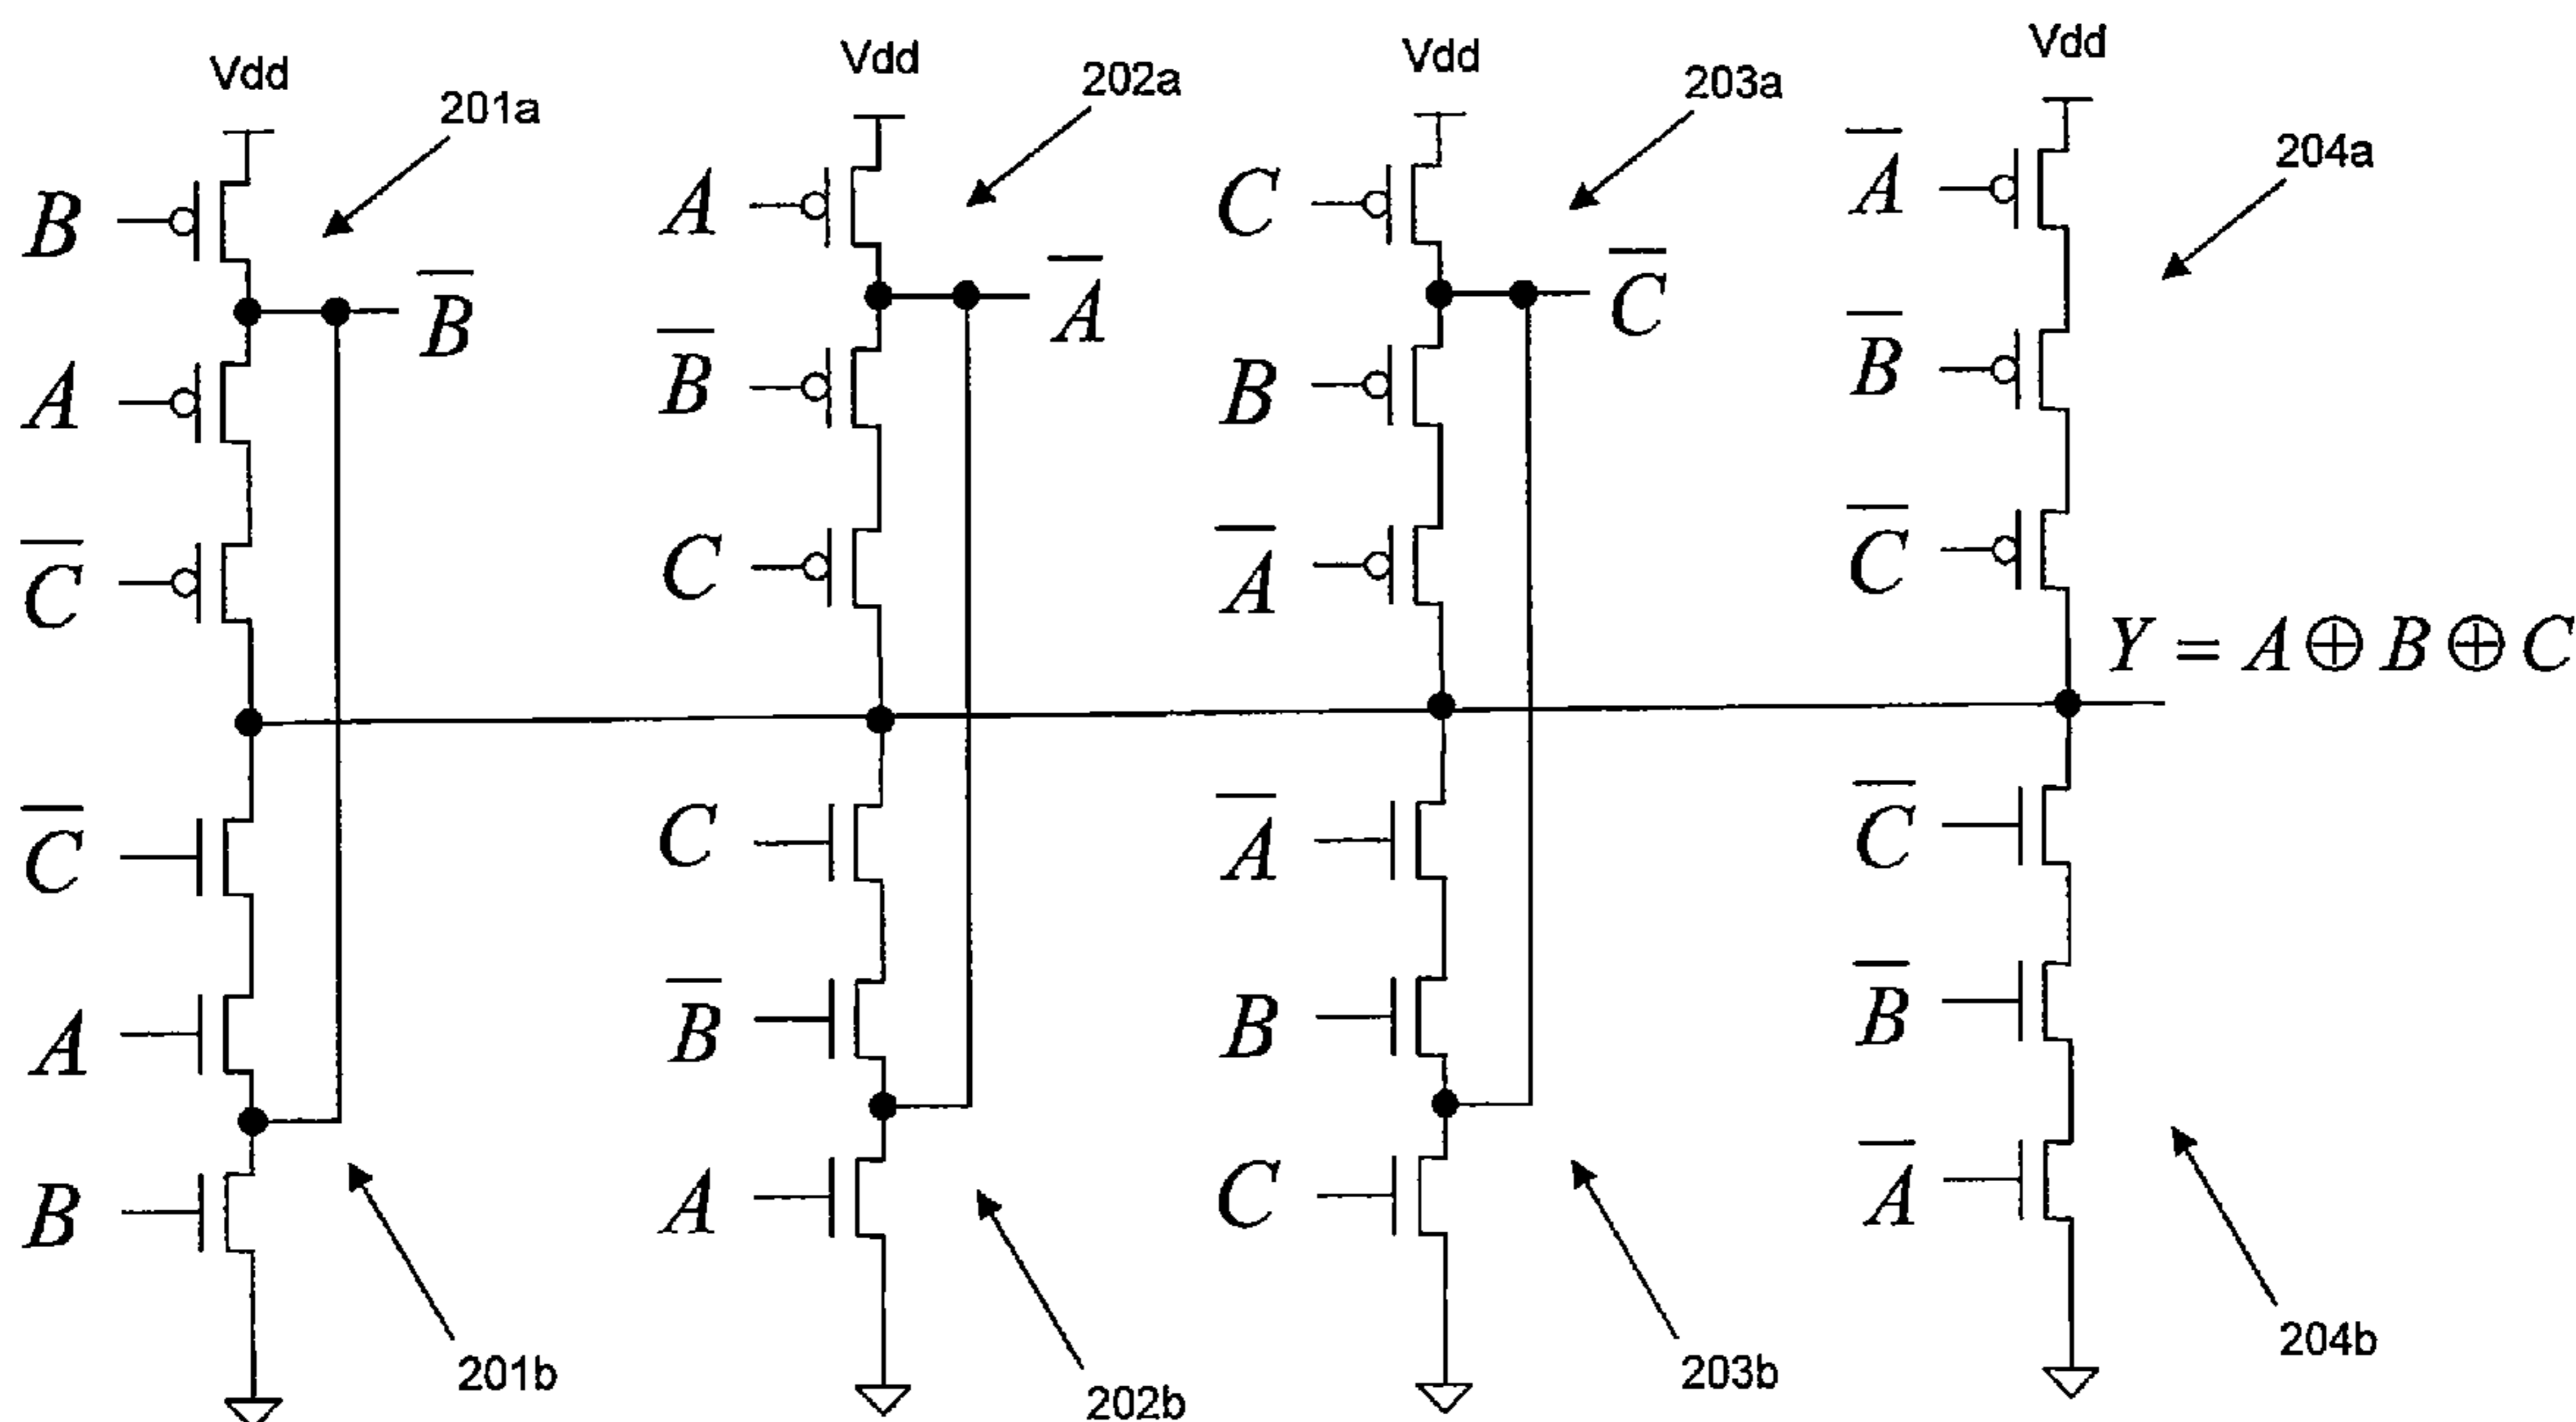 Vdd
Vdd
Vdd
Vdd
201a
202a
203a
204a
B
A
C
A̅
B̅
A̅
C̅
A
B̅
B
B̅
C̅
C
A̅
C̅
Y = A ⊕ B ⊕ C
C̅
C
A̅
C̅
A
B̅
B
B̅
B
A
C
A̅
201b
202b
203b
204b